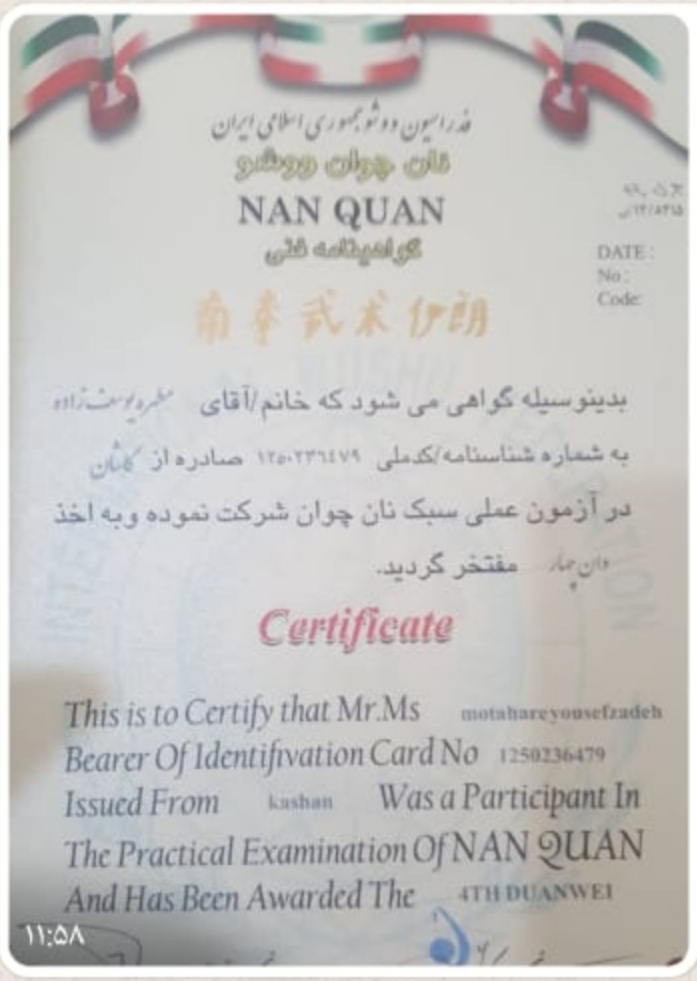 فدراسیون ووشو جمهوری اسلامی ایران
نان چوان ووشو
NAN QUAN
گواهینامه فنی
DATE :
No :
Code:
南拳武术伊朗
بدینوسیله گواهی می شود که خانم/آقای مطهره یوسف زاده
به شماره شناسنامه/کدملی ۱۲۵۰۲۳۶۴۷۹ صادره از کاشان
در آزمون عملی سبک نان چوان شرکت نموده وبه اخذ
دان چهار مفتخر گردید.
Certificate
This is to Certify that Mr.Ms motahareyousefzadeh
Bearer Of Identifivation Card No 1250236479
Issued From kashan Was a Participant In
The Practical Examination Of NAN QUAN
And Has Been Awarded The 4TH DUANWEI
۱۱:۵۸